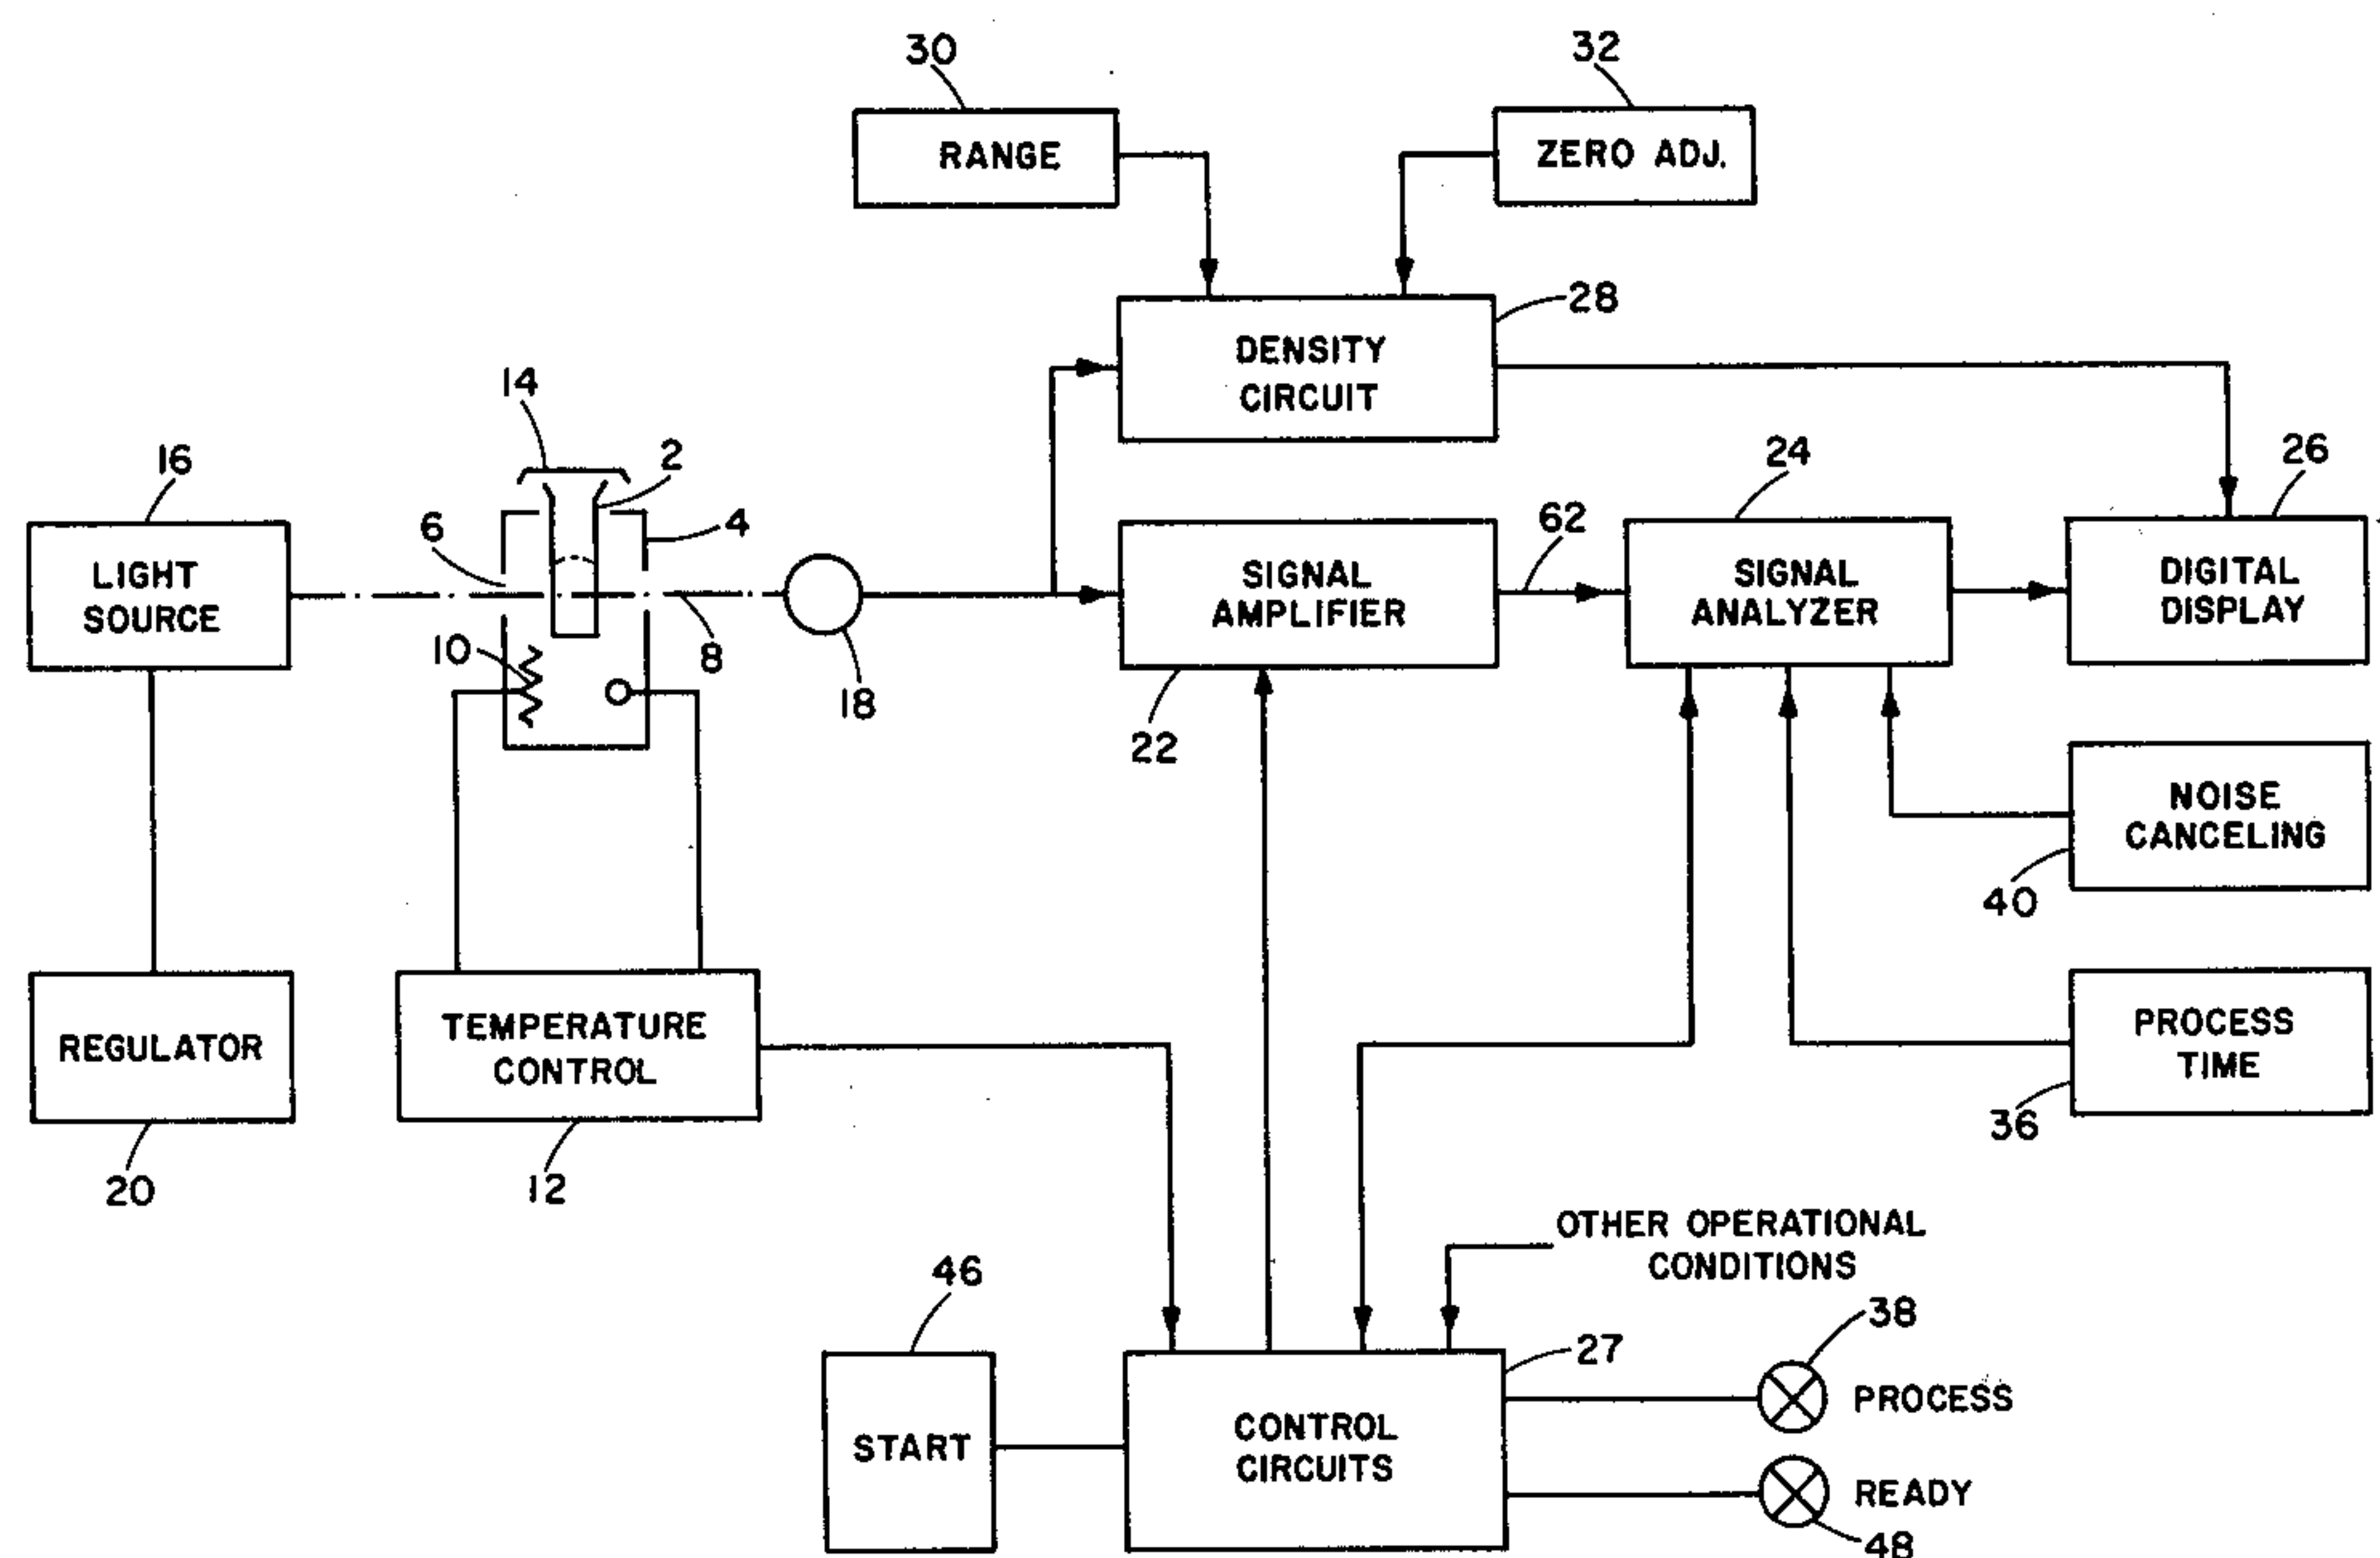 30
32
RANGE
ZERO ADJ.
28
DENSITY
CIRCUIT
14
2
16
24
26
6
4
62
LIGHT
SOURCE
SIGNAL
AMPLIFIER
SIGNAL
ANALYZER
DIGITAL
DISPLAY
10
8
18
22
NOISE
CANCELING
40
REGULATOR
TEMPERATURE
CONTROL
PROCESS
TIME
36
20
12
OTHER OPERATIONAL
CONDITIONS
46
38
27
PROCESS
START
CONTROL
CIRCUITS
READY
48